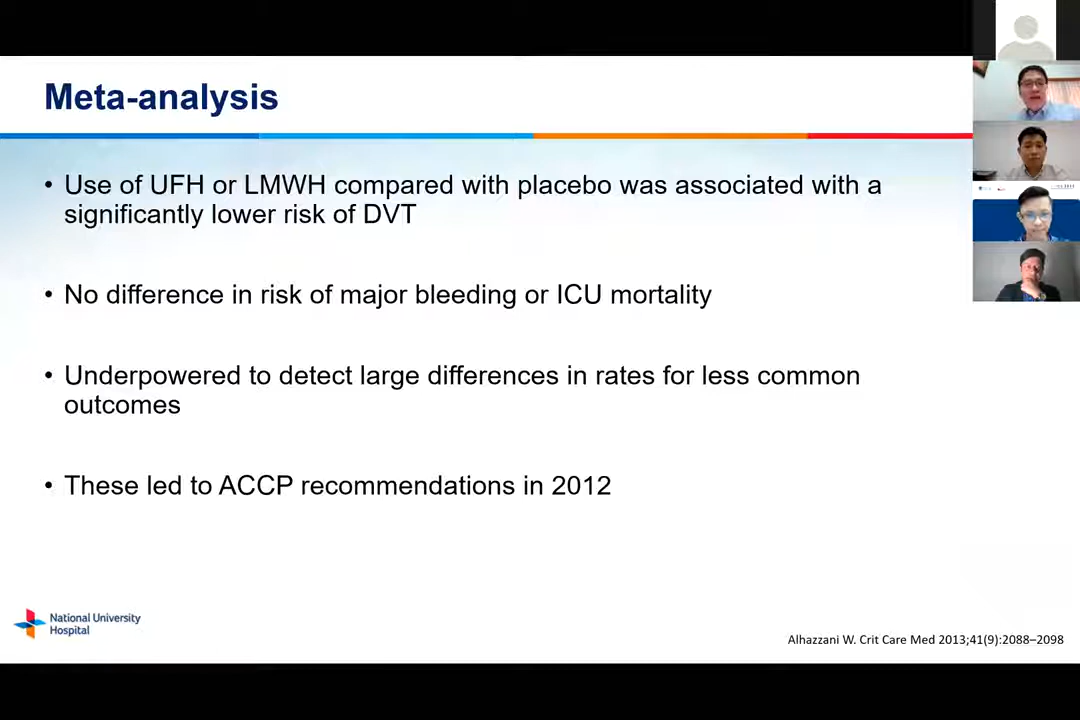 Meta-analysis
• Use of UFH or LMWH compared with placebo was associated with a
significantly lower risk of DVT
• No difference in risk of major bleeding or ICU mortality
• Underpowered to detect large differences in rates for less common
outcomes
• These led to ACCP recommendations in 2012
National University
Hospital
Alhazzani W. Crit Care Med 2013;41(9):2088–2098